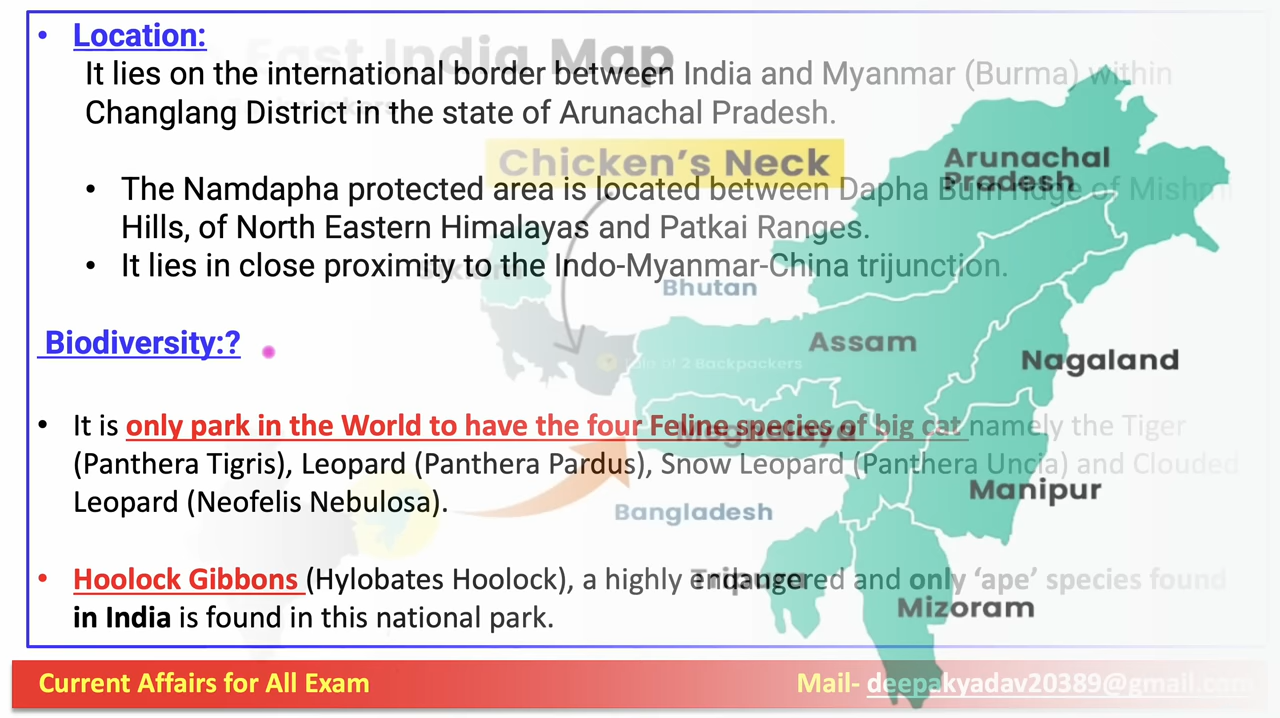 Location:
East India Map
It lies on the international border between India and Myanmar (Burma) within
Changlang District in the state of Arunachal Pradesh.
Chicken's Neck
Arunachal
Pradesh
The Namdapha protected area is located between Dapha Bum ridge of Mishmi
Hills, of North Eastern Himalayas and Patkai Ranges.
It lies in close proximity to the Indo-Myanmar-China trijunction.
Bhutan
Biodiversity:?
Assam
Tale of 2 Backpackers
Nagaland
It is only park in the World to have the four Feline species of big cat namely the Tiger
Meghalaya
(Panthera Tigris), Leopard (Panthera Pardus), Snow Leopard (Panthera Uncia) and Clouded
Manipur
Leopard (Neofelis Nebulosa).
Bangladesh
Hoolock Gibbons (Hylobates Hoolock), a highly endangered and only ‘ape’ species found
Tripura
Mizoram
in India is found in this national park.
Current Affairs for All Exam
Mail- deepakyadav20389@gmail.com